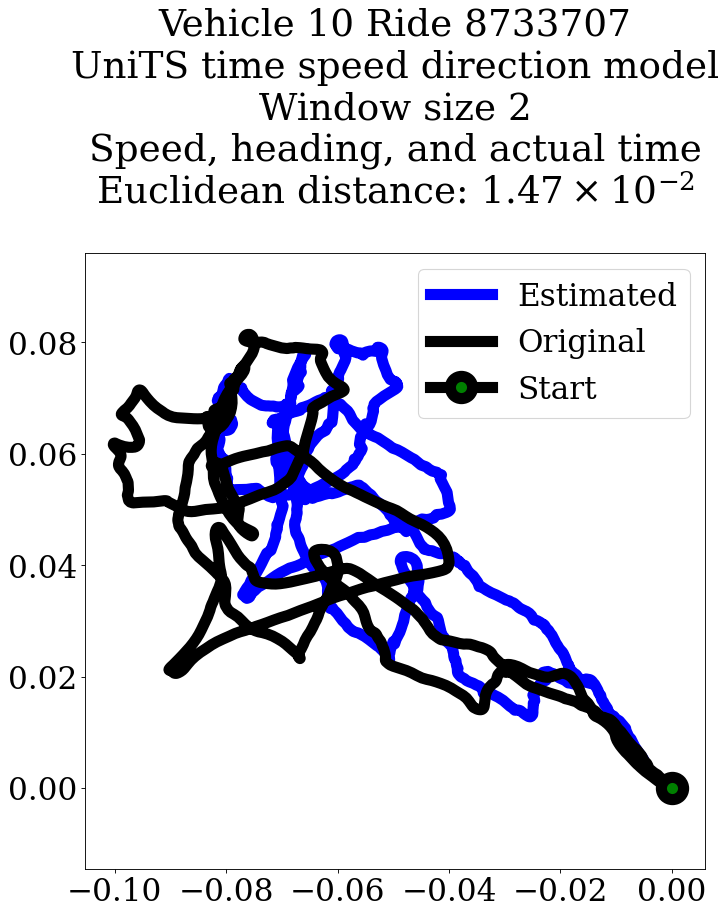 Vehicle 10 Ride 8733707
UniTS time speed direction model
Window size 2
Speed, heading, and actual time
Euclidean distance: 1.47 × 10⁻²
Estimated
Original
Start
0.08
0.06
0.04
0.02
0.00
−0.10 −0.08 −0.06 −0.04 −0.02 0.00